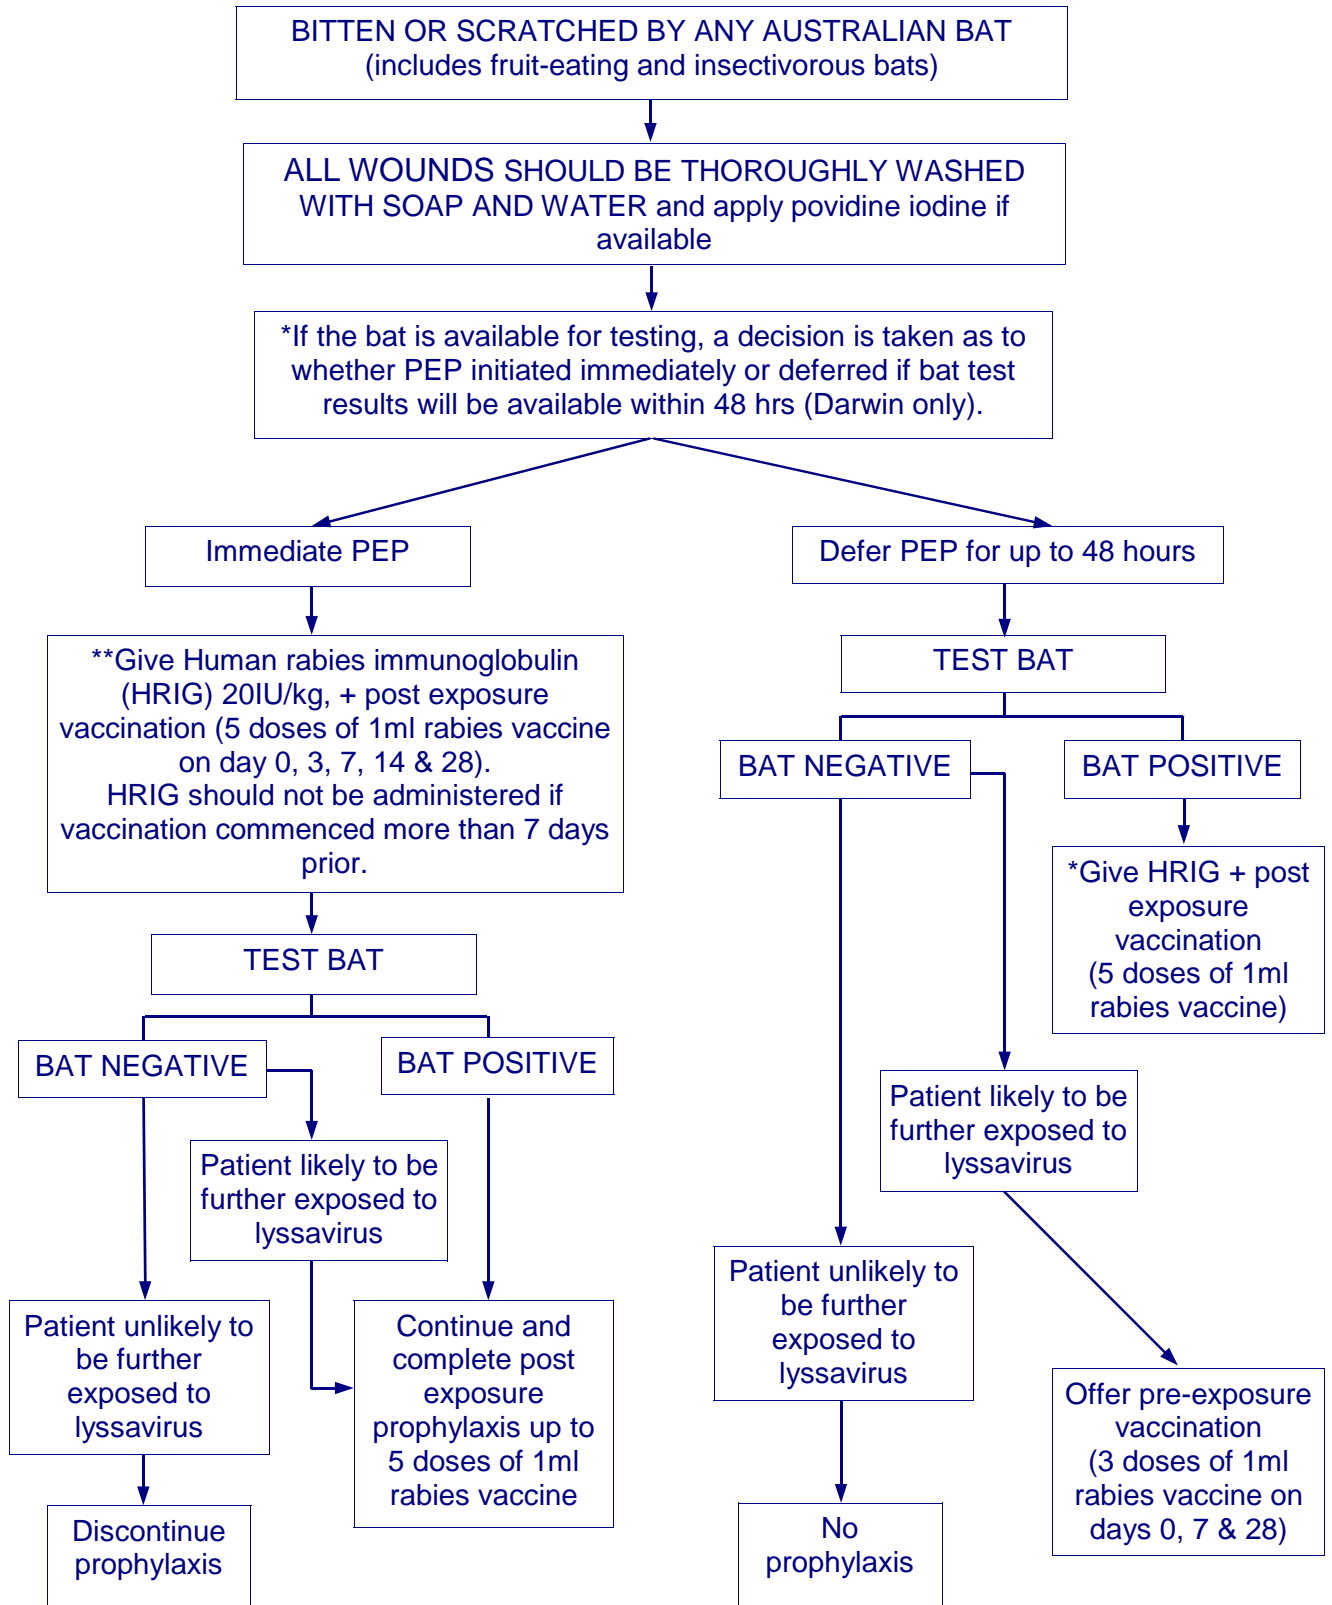 BITTEN OR SCRATCHED BY ANY AUSTRALIAN BAT
(includes fruit-eating and insectivorous bats)
ALL WOUNDS SHOULD BE THOROUGHLY WASHED
WITH SOAP AND WATER and apply povidine iodine if
available
*If the bat is available for testing, a decision is taken as to
whether PEP initiated immediately or deferred if bat test
results will be available within 48 hrs (Darwin only).
Immediate PEP
**Give Human rabies immunoglobulin
(HRIG) 20IU/kg, + post exposure
vaccination (5 doses of 1ml rabies vaccine
on day 0, 3, 7, 14 & 28).
HRIG should not be administered if
vaccination commenced more than 7 days
prior.
TEST BAT
BAT NEGATIVE
BAT POSITIVE
Patient likely to be
further exposed to
lyssavirus
Patient unlikely to
be further
exposed to
lyssavirus
Continue and
complete post
exposure
prophylaxis up to
5 doses of 1ml
rabies vaccine
Discontinue
prophylaxis
Defer PEP for up to 48 hours
TEST BAT
BAT NEGATIVE
BAT POSITIVE
*Give HRIG + post
exposure
vaccination
(5 doses of 1ml
rabies vaccine)
Patient likely to be
further exposed to
lyssavirus
Patient unlikely to
be further
exposed to
lyssavirus
Offer pre-exposure
vaccination
(3 doses of 1ml
rabies vaccine on
days 0, 7 & 28)
No
prophylaxis